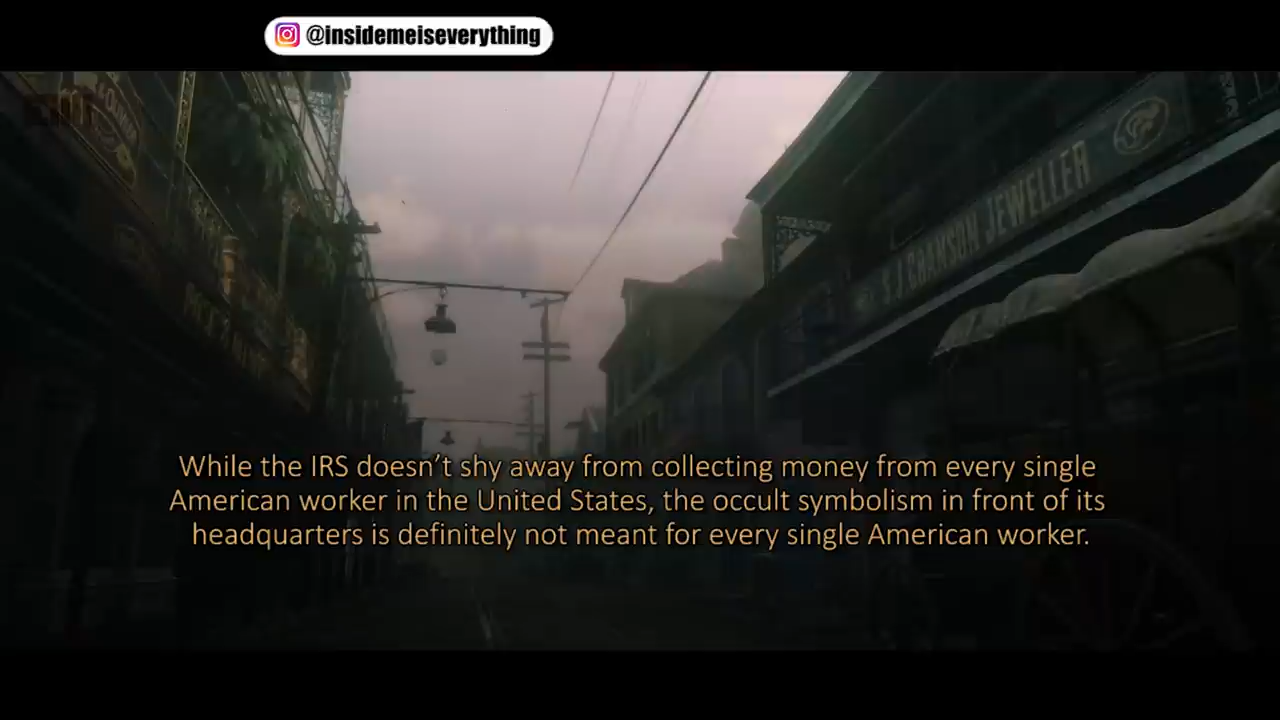 @insidemeiseverything
S J GRAMSON JEWELLER
While the IRS doesn't shy away from collecting money from every single
American worker in the United States, the occult symbolism in front of its
headquarters is definitely not meant for every single American worker.